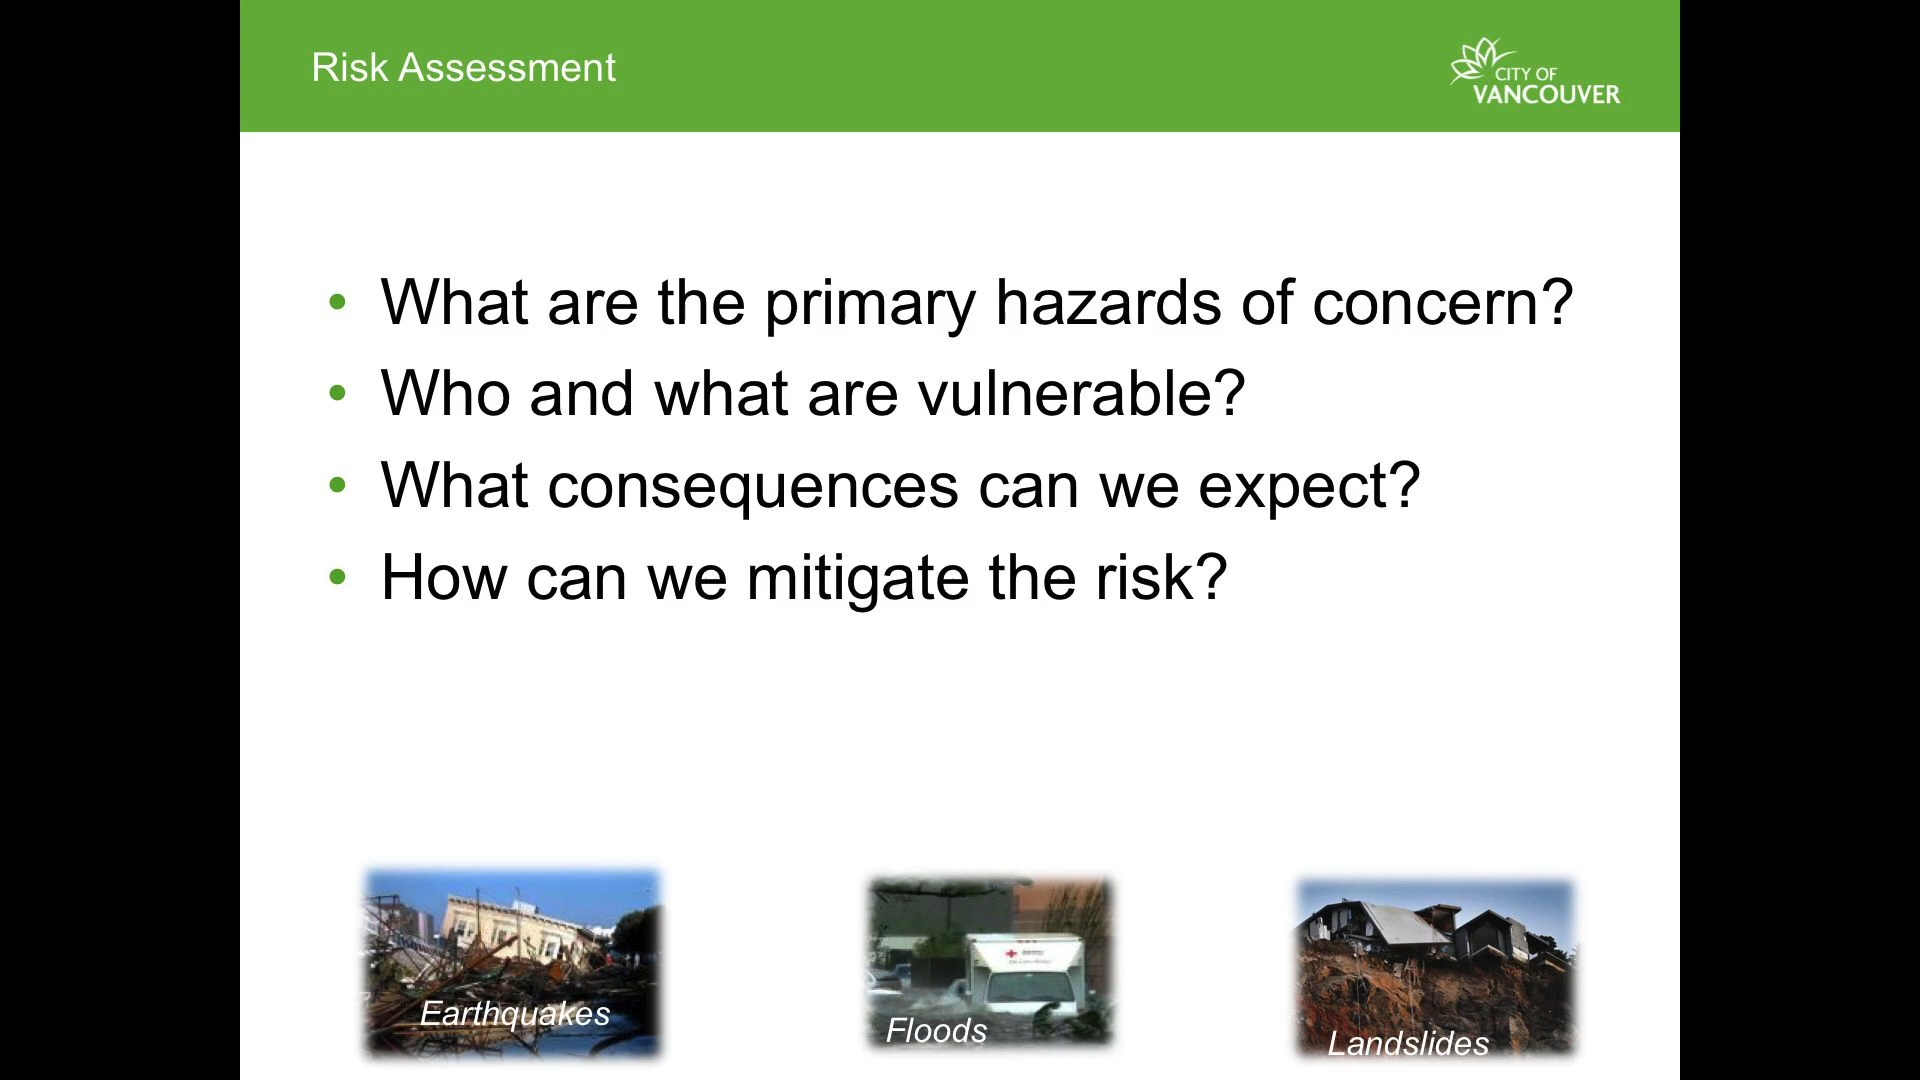 Risk Assessment
CITY OF
VANCOUVER
• What are the primary hazards of concern?
• Who and what are vulnerable?
• What consequences can we expect?
• How can we mitigate the risk?
Earthquakes
Floods
Landslides